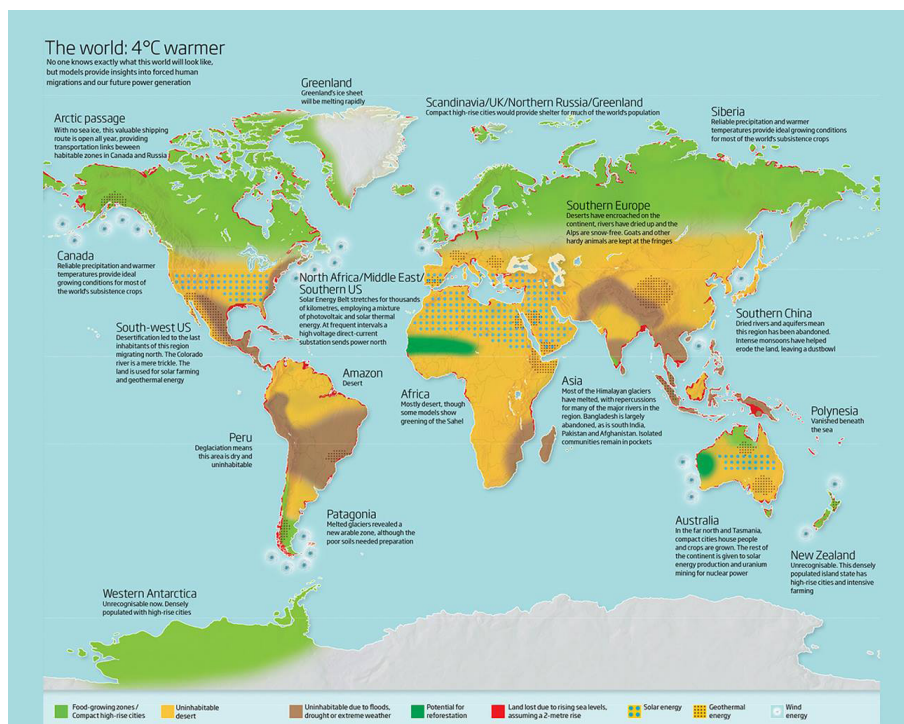 The world: 4°C warmer
No one knows exactly what this world will look like,
but models provide insights into forced human
migrations and our future power generation
Greenland
Greenland's ice sheet
will be melting rapidly
Scandinavia/UK/Northern Russia/Greenland
Compact high-rise cities would provide shelter for much of the world's population
Siberia
Reliable precipitation and warmer
temperatures provide ideal growing conditions
for most of the world's subsistence crops
Arctic passage
With no sea ice, this valuable shipping
route is open all year, providing
transportation links beween
habitable zones in Canada and Russia
Southern Europe
Deserts have encroached on the
continent, rivers have dried up and the
Alps are snow-free. Goats and other
hardy animals are kept at the fringes
Canada
Reliable precipitation and warmer
temperatures provide ideal
growing conditions for most of
the world's subsistence crops
North Africa/Middle East/
Southern US
Solar Energy Belt stretches for thousands
of kilometres, employing a mixture
of photovoltaic and solar thermal
energy. At frequent intervals a
high voltage direct-current
substation sends power north
Southern China
Dried rivers and aquifers mean
this region has been abandoned.
Intense monsoons have helped
erode the land, leaving a dustbowl
South-west US
Desertification led to the last
inhabitants of this region
migrating north. The Colorado
river is a mere trickle. The
land is used for solar farming
and geothermal energy
Amazon
Desert
Africa
Mostly desert, though
some models show
greening of the Sahel
Asia
Most of the Himalayan glaciers
have melted, with repercussions
for many of the major rivers in the
region. Bangladesh is largely
abandoned, as is south India,
Pakistan and Afghanistan. Isolated
communities remain in pockets
Polynesia
Vanished beneath
the sea
Peru
Deglaciation means
this area is dry and
uninhabitable
Patagonia
Melted glaciers revealed a
new arable zone, although the
poor soils needed preparation
Australia
In the far north and Tasmania,
compact cities house people
and crops are grown. The rest of
the continent is given to solar
energy production and uranium
mining for nuclear power
New Zealand
Unrecognisable. This densely
populated island state has
high-rise cities and intensive
farming
Western Antarctica
Unrecognisable now. Densely
populated with high-rise cities
Food-growing zones /
Compact high-rise cities
Uninhabitable
desert
Uninhabitable due to floods,
drought or extreme weather
Potential for
reforestation
Land lost due to rising sea levels,
assuming a 2-metre rise
Solar energy
Geothermal
energy
Wind
energy